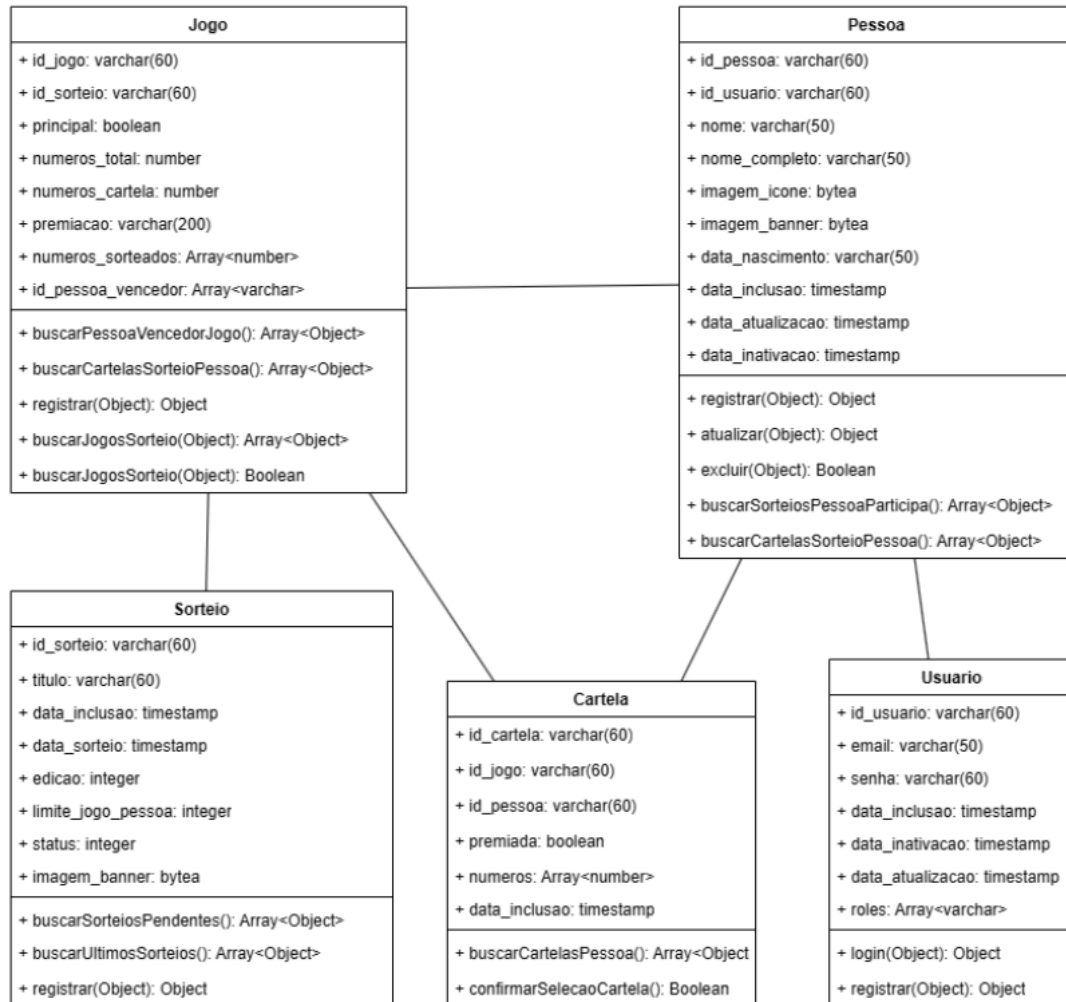 Jogo
+ id_jogo: varchar(60)
+ id_sorteio: varchar(60)
+ principal: boolean
+ numeros_total: number
+ numeros_cartela: number
+ premiacao: varchar(200)
+ numeros_sorteados: Array<number>
+ id_pessoa_vencedor: Array<varchar>
+ buscarPessoaVencedorJogo(): Array<Object>
+ buscarCartelasSorteioPessoa(): Array<Object>
+ registrar(Object): Object
+ buscarJogosSorteio(Object): Array<Object>
+ buscarJogosSorteio(Object): Boolean
Pessoa
+ id_pessoa: varchar(60)
+ id_usuario: varchar(60)
+ nome: varchar(50)
+ nome_completo: varchar(50)
+ imagem_icone: bytea
+ imagem_banner: bytea
+ data_nascimento: varchar(50)
+ data_inclusao: timestamp
+ data_atualizacao: timestamp
+ data_inativacao: timestamp
+ registrar(Object): Object
+ atualizar(Object): Object
+ excluir(Object): Boolean
+ buscarSorteiosPessoaParticipa(): Array<Object>
+ buscarCartelasSorteioPessoa(): Array<Object>
Sorteio
+ id_sorteio: varchar(60)
+ titulo: varchar(60)
+ data_inclusao: timestamp
+ data_sorteio: timestamp
+ edicao: integer
+ limite_jogo_pessoa: integer
+ status: integer
+ imagem_banner: bytea
+ buscarSorteiosPendentes(): Array<Object>
+ buscarUltimosSorteios(): Array<Object>
+ registrar(Object): Object
Cartela
+ id_cartela: varchar(60)
+ id_jogo: varchar(60)
+ id_pessoa: varchar(60)
+ premiada: boolean
+ numeros: Array<number>
+ data_inclusao: timestamp
+ buscarCartelasPessoa(): Array<Object
+ confirmarSelecaoCartela(): Boolean
Usuario
+ id_usuario: varchar(60)
+ email: varchar(50)
+ senha: varchar(60)
+ data_inclusao: timestamp
+ data_inativacao: timestamp
+ data_atualizacao: timestamp
+ roles: Array<varchar>
+ login(Object): Object
+ registrar(Object): Object